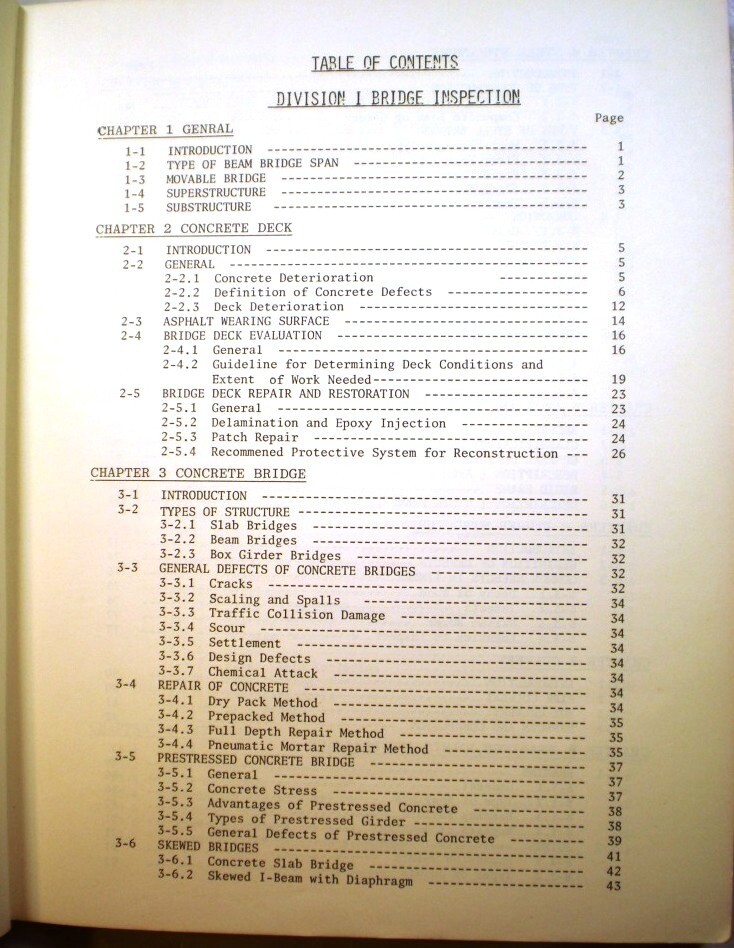 TABLE OF CONTENTS
DIVISION I BRIDGE INSPECTION
Page
CHAPTER 1 GENRAL
1-1 INTRODUCTION ---------------------------------- 1
1-2 TYPE OF BEAM BRIDGE SPAN ------------------------- 1
1-3 MOVABLE BRIDGE --------------------------------- 2
1-4 SUPERSTRUCTURE --------------------------------- 3
1-5 SUBSTRUCTURE --------------------------------- 3
CHAPTER 2 CONCRETE DECK
2-1 INTRODUCTION ---------------------------------- 5
2-2 GENERAL -------------------------------------- 5
2-2.1 Concrete Deterioration ------------ 5
2-2.2 Definition of Concrete Defects ------------------ 6
2-2.3 Deck Deterioration ------------------------ 12
2-3 ASPHALT WEARING SURFACE -------------------------- 14
2-4 BRIDGE DECK EVALUATION --------------------------- 16
2-4.1 General --------------------------------- 16
2-4.2 Guideline for Determining Deck Conditions and
Extent of Work Needed----------------------- 19
2-5 BRIDGE DECK REPAIR AND RESTORATION ----------------- 23
2-5.1 General ---------------------------------- 23
2-5.2 Delamination and Epoxy Injection ------------- 24
2-5.3 Patch Repair ---------------------------- 24
2-5.4 Recommened Protective System for Reconstruction --- 26
CHAPTER 3 CONCRETE BRIDGE
3-1 INTRODUCTION ---------------------------------- 31
3-2 TYPES OF STRUCTURE ------------------------------ 31
3-2.1 Slab Bridges ----------------------------- 31
3-2.2 Beam Bridges ----------------------------- 32
3-2.3 Box Girder Bridges ------------------------ 32
3-3 GENERAL DEFECTS OF CONCRETE BRIDGES ---------------- 32
3-3.1 Cracks ---------------------------------- 32
3-3.2 Scaling and Spalls ----------------------- 34
3-3.3 Traffic Collision Damage --------------------- 34
3-3.4 Scour ----------------------------------- 34
3-3.5 Settlement ------------------------------- 34
3-3.6 Design Defects --------------------------- 34
3-3.7 Chemical Attack --------------------------- 34
3-4 REPAIR OF CONCRETE ------------------------------ 34
3-4.1 Dry Pack Method --------------------------- 34
3-4.2 Prepacked Method -------------------------- 35
3-4.3 Full Depth Repair Method -------------------- 35
3-4.4 Pneumatic Mortar Repair Method --------------- 35
3-5 PRESTRESSED CONCRETE BRIDGE ----------------------- 37
3-5.1 General --------------------------------- 37
3-5.2 Concrete Stress --------------------------- 37
3-5.3 Advantages of Prestressed Concrete ------------ 38
3-5.4 Types of Prestressed Girder ------------------ 38
3-5.5 General Defects of Prestressed Concrete -------- 39
3-6 SKEWED BRIDGES --------------------------------- 41
3-6.1 Concrete Slab Bridge ----------------------- 42
3-6.2 Skewed I-Beam with Diaphragm ----------------- 43